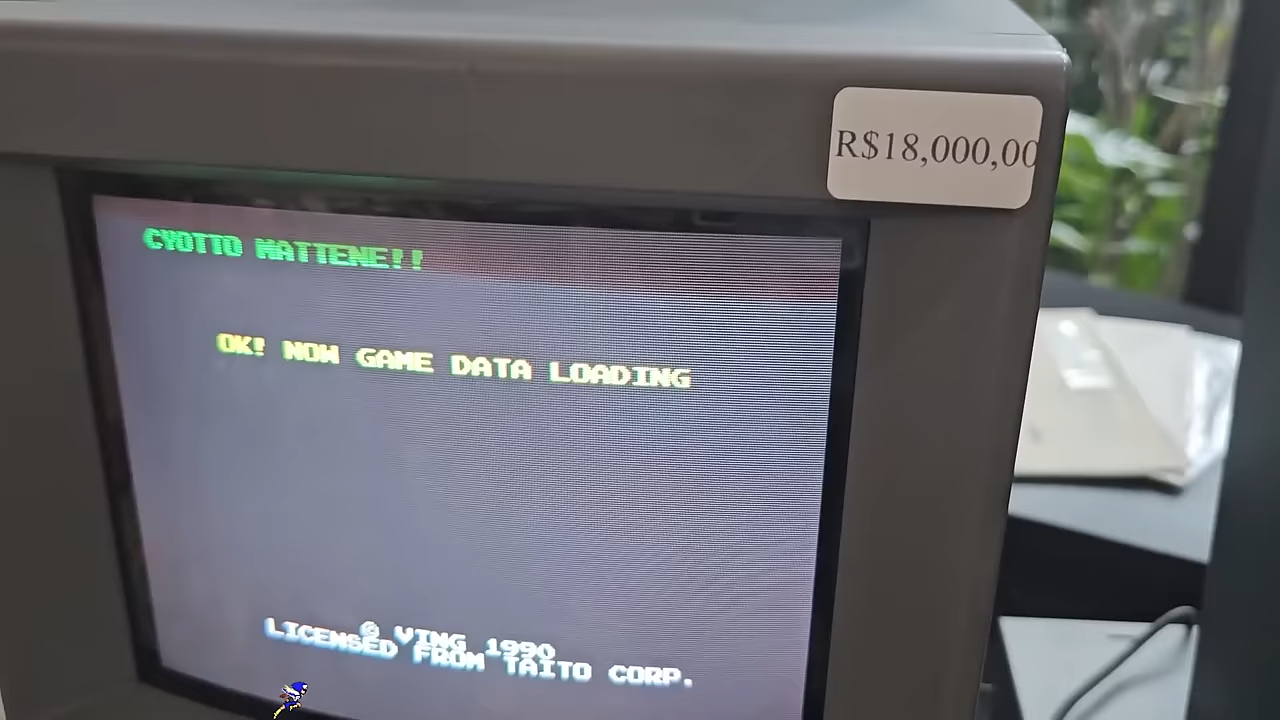 R$18,000,00
CYOTTO MATTENE!!
OK! NOW GAME DATA LOADING
© VING 1990
LICENSED FROM TAITO CORP.